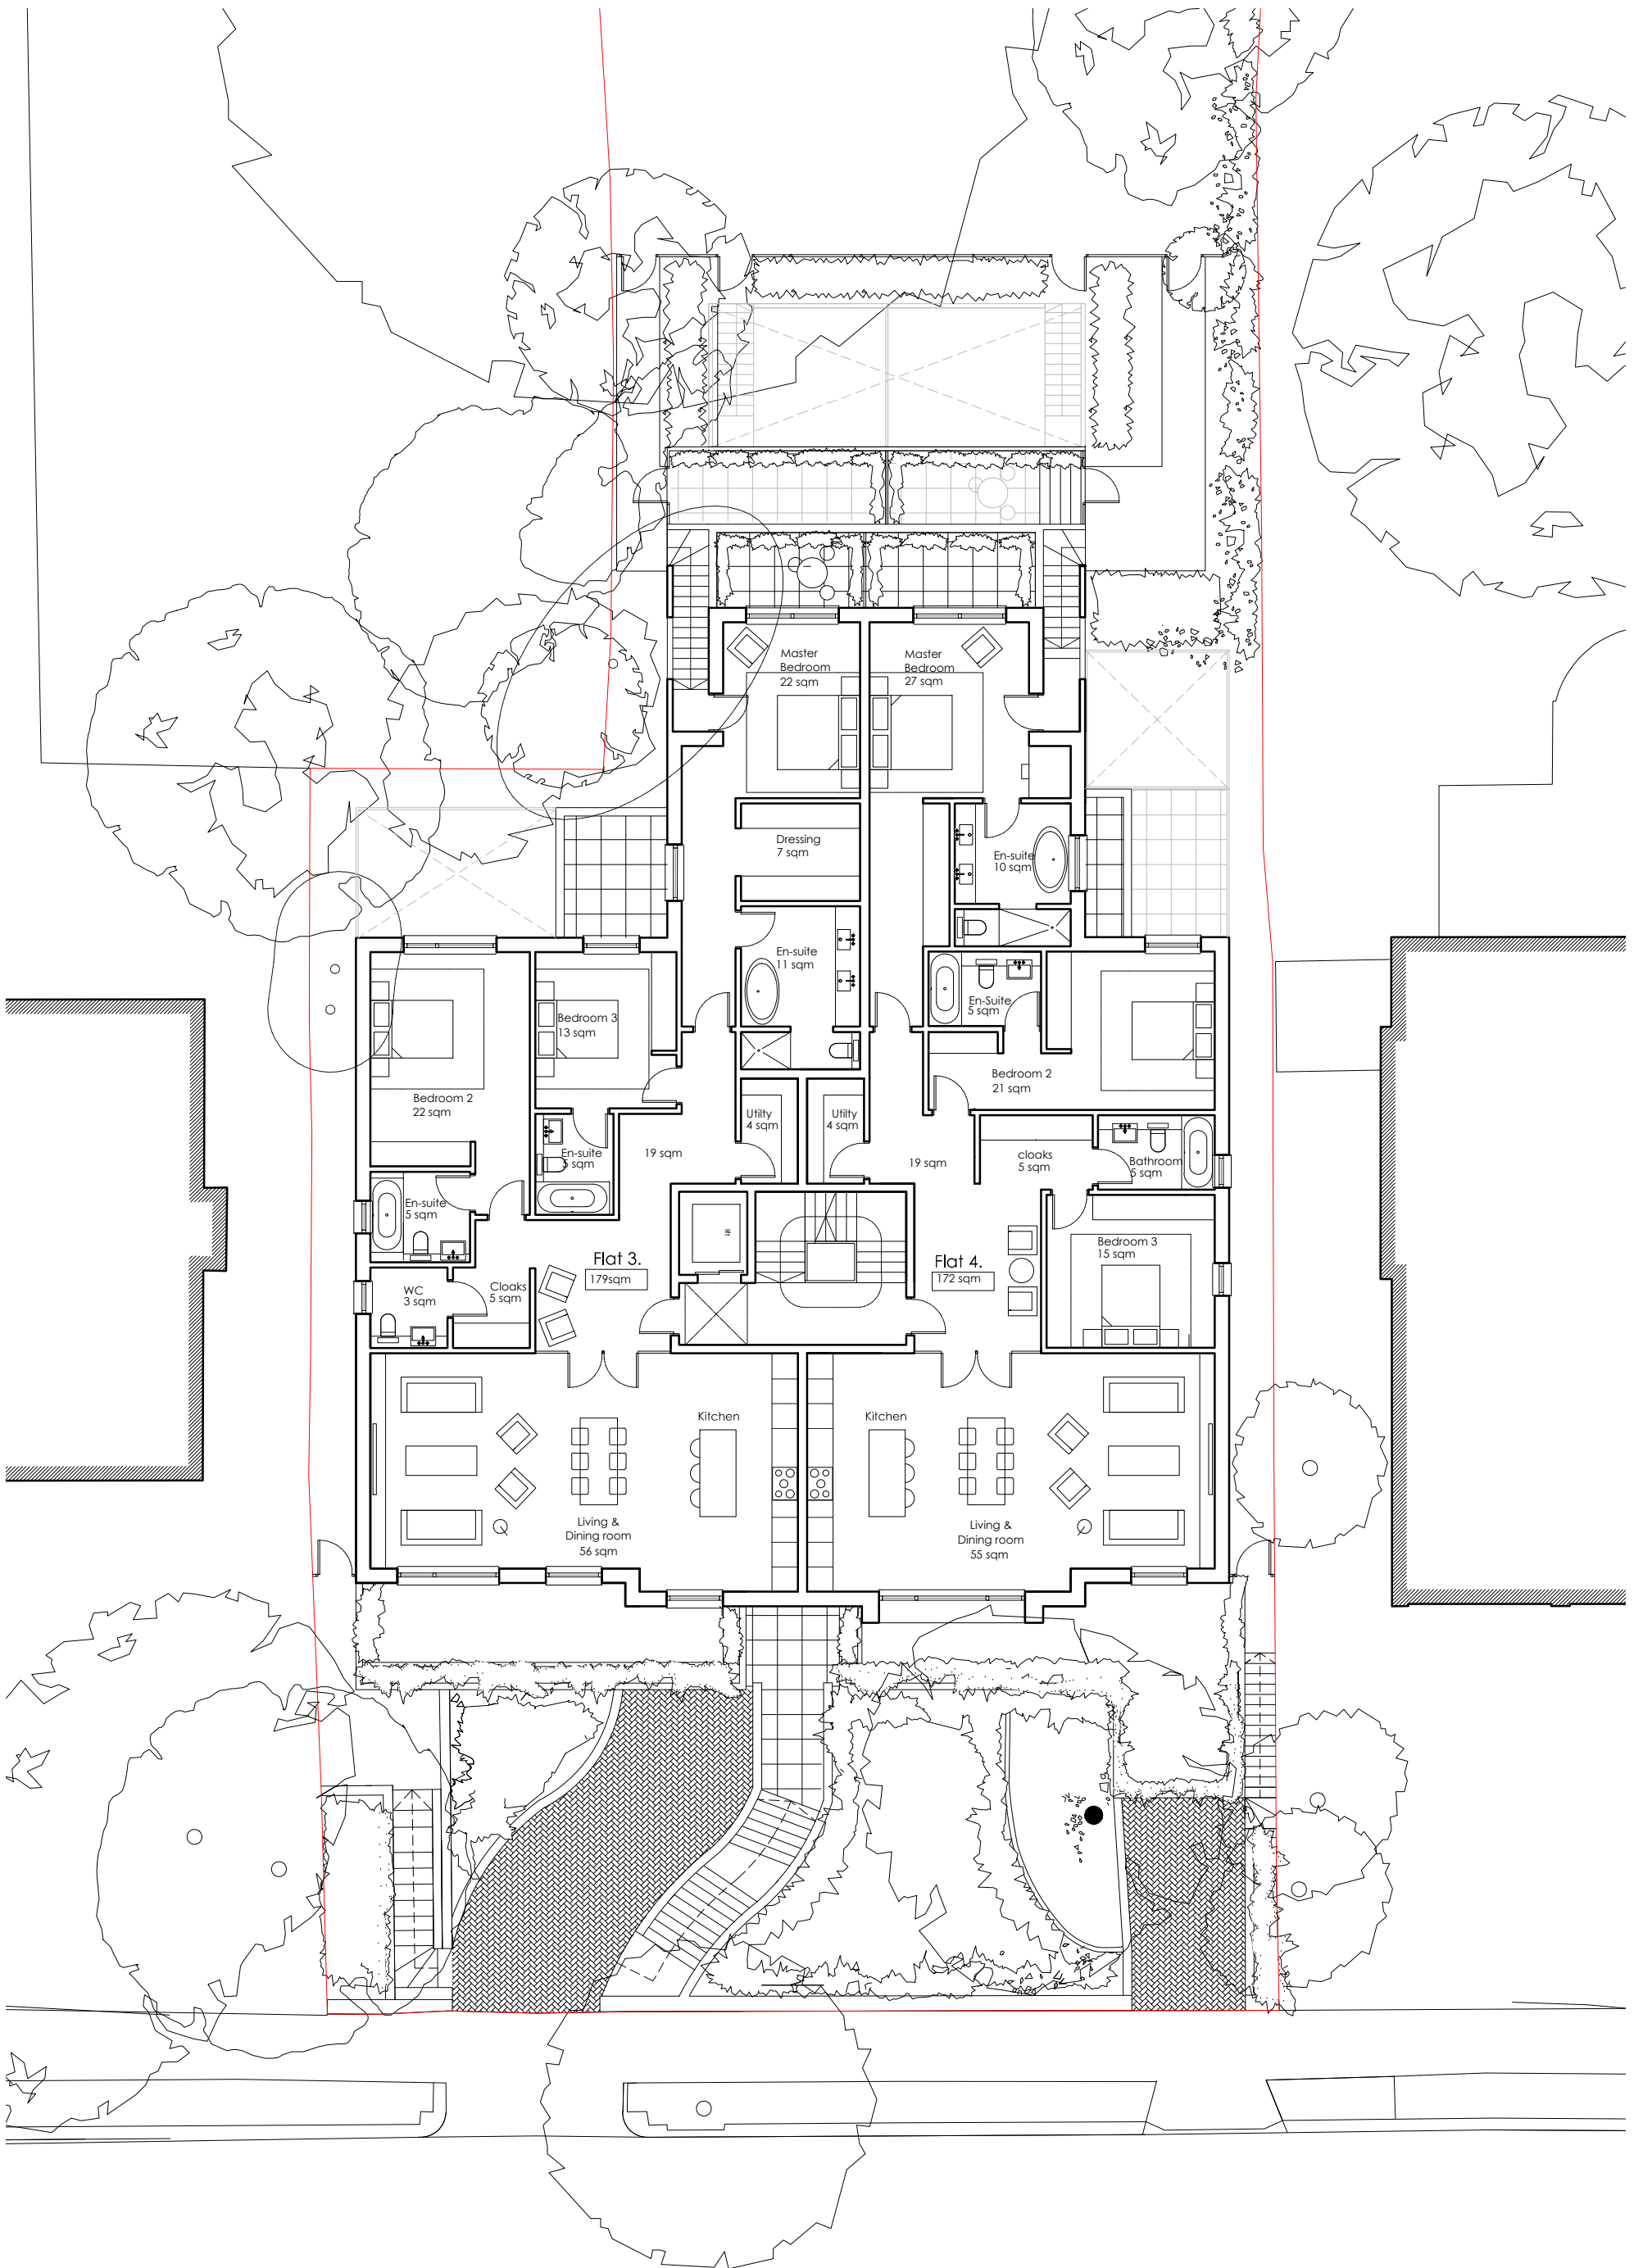 Master
Bedroom
22 sqm
Master
Bedroom
27 sqm
Dressing
7 sqm
En-suite
10 sqm
En-suite
11 sqm
En-Suite
5 sqm
Bedroom 3
13 sqm
Bedroom 2
22 sqm
Bedroom 2
21 sqm
Utilty
4 sqm
Utilty
4 sqm
En-suite
5 sqm
19 sqm
19 sqm
cloaks
5 sqm
Bathroom
5 sqm
En-suite
5 sqm
Bedroom 3
15 sqm
lift
Flat 3.
179sqm
Flat 4.
172 sqm
WC
3 sqm
Cloaks
5 sqm
Kitchen
Kitchen
Living &
Dining room
56 sqm
Living &
Dining room
55 sqm